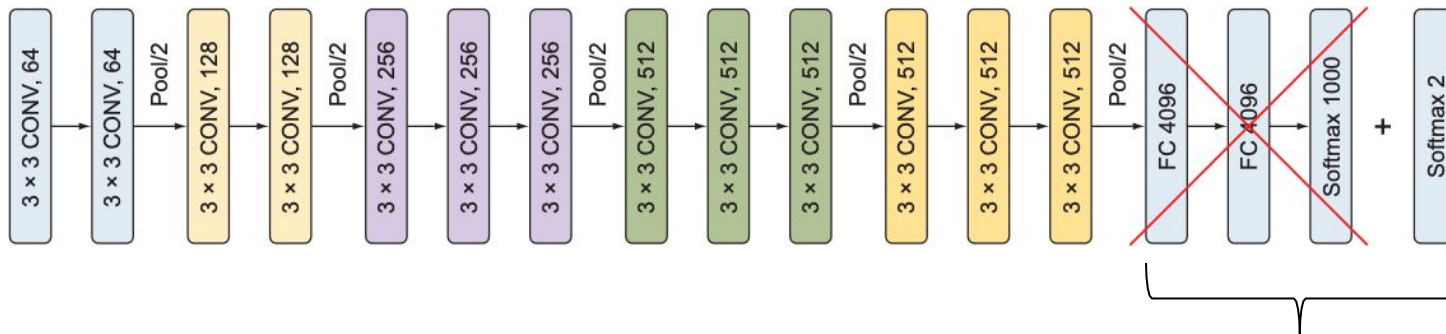 3 × 3 CONV, 64
3 × 3 CONV, 64
Pool/2
3 × 3 CONV, 128
3 × 3 CONV, 128
Pool/2
3 × 3 CONV, 256
3 × 3 CONV, 256
3 × 3 CONV, 256
Pool/2
3 × 3 CONV, 512
3 × 3 CONV, 512
3 × 3 CONV, 512
Pool/2
3 × 3 CONV, 512
3 × 3 CONV, 512
3 × 3 CONV, 512
Pool/2
FC 4096
FC 4096
Softmax 1000
+
Softmax 2